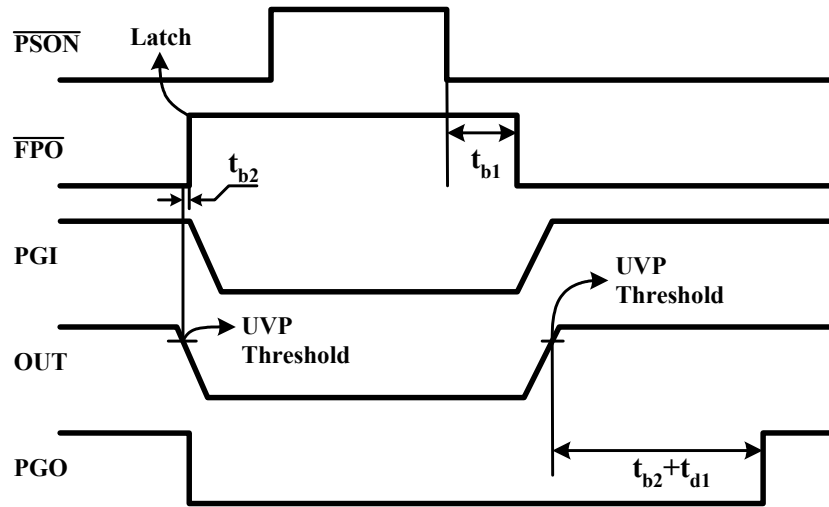 PSON
Latch
FPO
tb1
tb2
PGI
UVP
Threshold
UVP
Threshold
OUT
PGO
tb2+td1